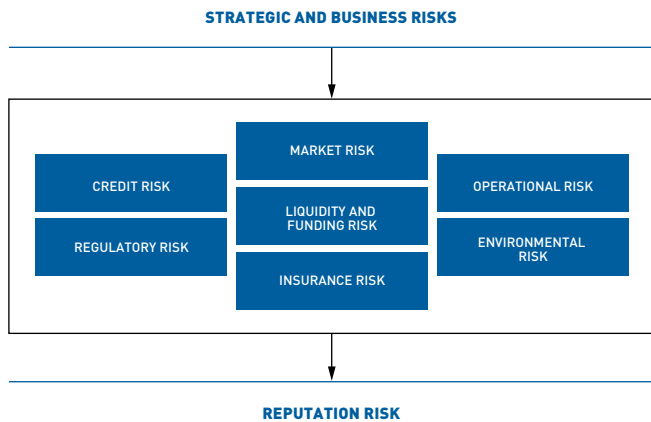 STRATEGIC AND BUSINESS RISKS
MARKET RISK
CREDIT RISK
OPERATIONAL RISK
LIQUIDITY AND
FUNDING RISK
REGULATORY RISK
ENVIRONMENTAL
RISK
INSURANCE RISK
REPUTATION RISK